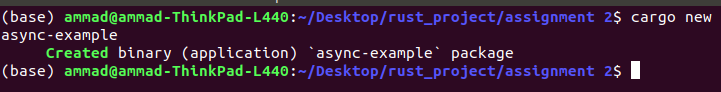 (base) ammad@ammad-ThinkPad-L440:~/Desktop/rust_project/assignment 2$ cargo new
async-example
     Created binary (application) `async-example` package
(base) ammad@ammad-ThinkPad-L440:~/Desktop/rust_project/assignment 2$